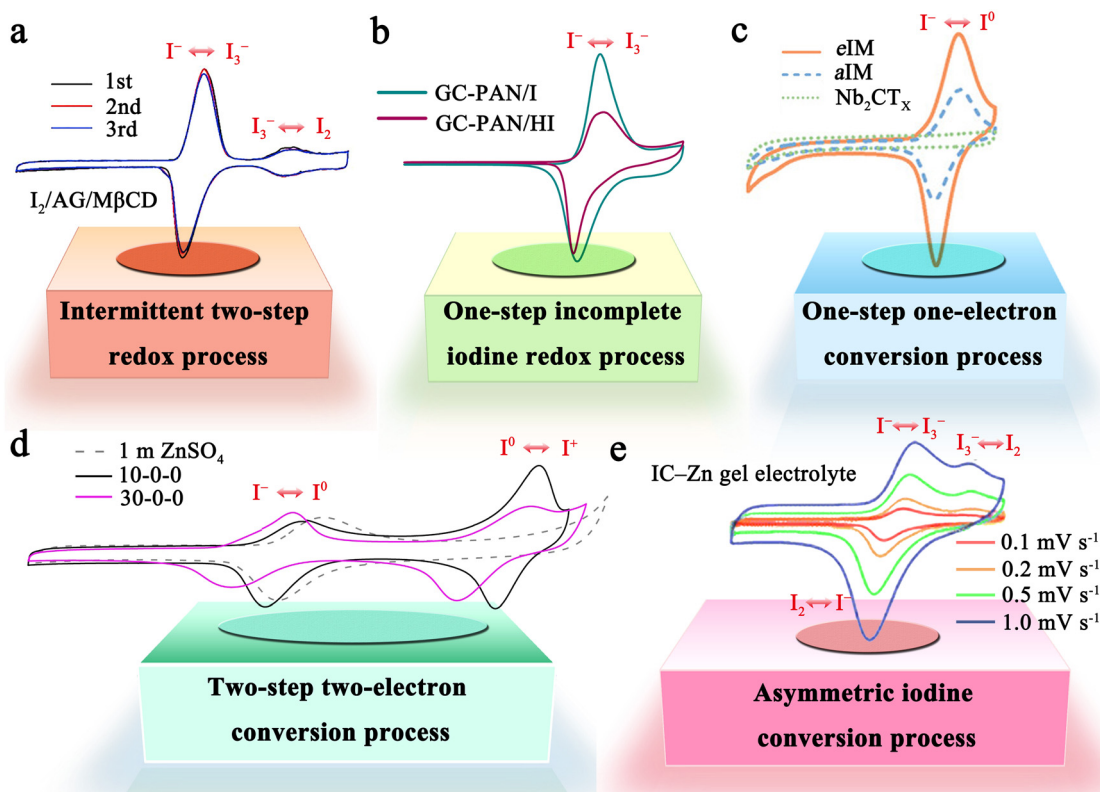 a
I⁻ ⇔ I₃⁻
1st
2nd
3rd
I₃⁻ ⇔ I₂
I₂/AG/MβCD
Intermittent two-step
redox process
b
I⁻ ⇔ I₃⁻
GC-PAN/I
GC-PAN/HI
One-step incomplete
iodine redox process
c
I⁻ ⇔ I⁰
eIM
aIM
Nb₂CTₓ
One-step one-electron
conversion process
d
1 m ZnSO₄
10-0-0
30-0-0
I⁻ ⇔ I⁰
I⁰ ⇔ I⁺
Two-step two-electron
conversion process
e
I⁻ ⇔ I₃⁻
I₃⁻ ⇔ I₂
IC–Zn gel electrolyte
0.1 mV s⁻¹
0.2 mV s⁻¹
0.5 mV s⁻¹
1.0 mV s⁻¹
I₂ ⇔ I⁻
Asymmetric iodine
conversion process